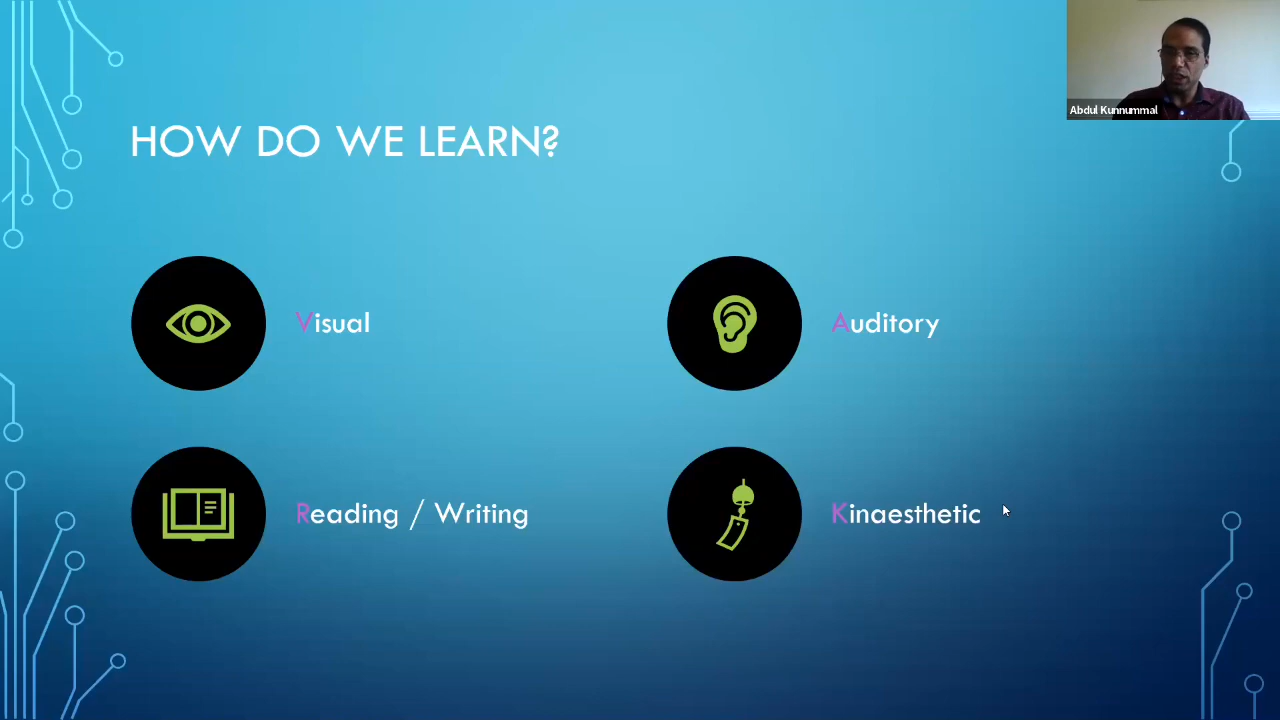 HOW DO WE LEARN?
Visual
Auditory
Reading / Writing
Kinaesthetic
Abdul Kunnummal